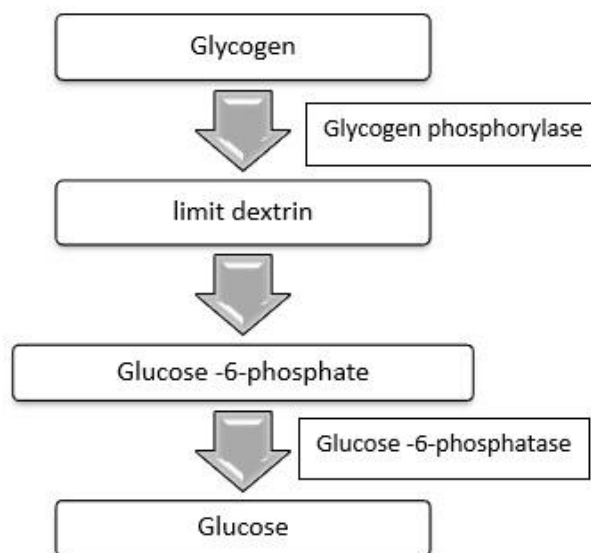 Glycogen
Glycogen phosphorylase
limit dextrin
Glucose -6-phosphate
Glucose -6-phosphatase
Glucose